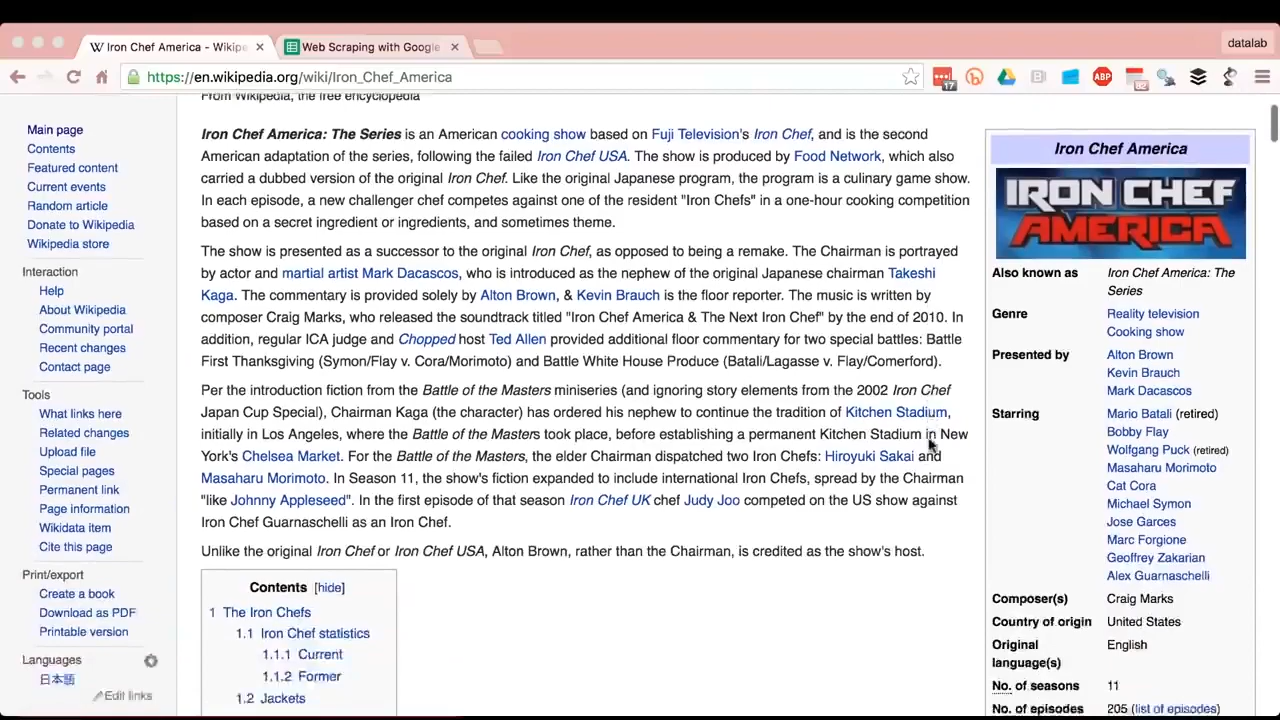 Iron Chef America - Wikipe
Web Scraping with Google
datalab
https://en.wikipedia.org/wiki/Iron_Chef_America
17
ABP
62
Main page
Contents
Featured content
Current events
Random article
Donate to Wikipedia
Wikipedia store
Interaction
Help
About Wikipedia
Community portal
Recent changes
Contact page
Tools
What links here
Related changes
Upload file
Special pages
Permanent link
Page information
Wikidata item
Cite this page
Print/export
Create a book
Download as PDF
Printable version
Languages
日本語
Edit links
From Wikipedia, the free encyclopedia
Iron Chef America: The Series is an American cooking show based on Fuji Television's Iron Chef, and is the second
American adaptation of the series, following the failed Iron Chef USA. The show is produced by Food Network, which also
carried a dubbed version of the original Iron Chef. Like the original Japanese program, the program is a culinary game show.
In each episode, a new challenger chef competes against one of the resident "Iron Chefs" in a one-hour cooking competition
based on a secret ingredient or ingredients, and sometimes theme.
The show is presented as a successor to the original Iron Chef, as opposed to being a remake. The Chairman is portrayed
by actor and martial artist Mark Dacascos, who is introduced as the nephew of the original Japanese chairman Takeshi
Kaga. The commentary is provided solely by Alton Brown, & Kevin Brauch is the floor reporter. The music is written by
composer Craig Marks, who released the soundtrack titled "Iron Chef America & The Next Iron Chef" by the end of 2010. In
addition, regular ICA judge and Chopped host Ted Allen provided additional floor commentary for two special battles: Battle
First Thanksgiving (Symon/Flay v. Cora/Morimoto) and Battle White House Produce (Batali/Lagasse v. Flay/Comerford).
Per the introduction fiction from the Battle of the Masters miniseries (and ignoring story elements from the 2002 Iron Chef
Japan Cup Special), Chairman Kaga (the character) has ordered his nephew to continue the tradition of Kitchen Stadium,
initially in Los Angeles, where the Battle of the Masters took place, before establishing a permanent Kitchen Stadium in New
York's Chelsea Market. For the Battle of the Masters, the elder Chairman dispatched two Iron Chefs: Hiroyuki Sakai and
Masaharu Morimoto. In Season 11, the show's fiction expanded to include international Iron Chefs, spread by the Chairman
"like Johnny Appleseed". In the first episode of that season Iron Chef UK chef Judy Joo competed on the US show against
Iron Chef Guarnaschelli as an Iron Chef.
Unlike the original Iron Chef or Iron Chef USA, Alton Brown, rather than the Chairman, is credited as the show's host.
Contents [hide]
1 The Iron Chefs
1.1 Iron Chef statistics
1.1.1 Current
1.1.2 Former
1.2 Jackets
Iron Chef America
IRON CHEF
AMERICA
Also known as Iron Chef America: The
Series
Genre Reality television
Cooking show
Presented by Alton Brown
Kevin Brauch
Mark Dacascos
Starring Mario Batali (retired)
Bobby Flay
Wolfgang Puck (retired)
Masaharu Morimoto
Cat Cora
Michael Symon
Jose Garces
Marc Forgione
Geoffrey Zakarian
Alex Guarnaschelli
Composer(s) Craig Marks
Country of origin United States
Original English
language(s)
No. of seasons 11
No. of episodes 205 (list of episodes)